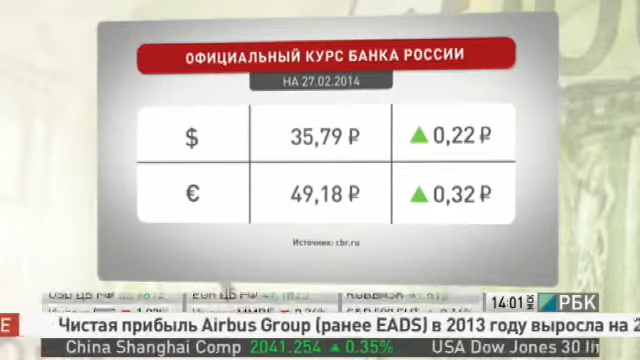 ОФИЦИАЛЬНЫЙ КУРС БАНКА РОССИИ
НА 27.02.2014
$ 35,79 ₽ ▲ 0,22 ₽
€ 49,18 ₽ ▲ 0,32 ₽
Источник: cbr.ru
14:01 МСК РБК
Е Чистая прибыль Airbus Group (ранее EADS) в 2013 году выросла на 2
China Shanghai Comp 2041.254 ▲ 0.35% USA Dow Jones 30